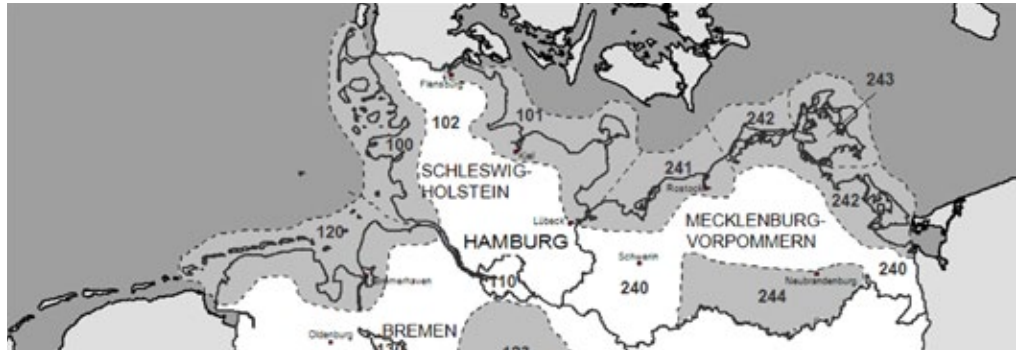 243
Flensburg
101
242
102
100
241
SCHLESWIG-
HOLSTEIN
Rostock
242
Kiel
Lübeck
MECKLENBURG-
VORPOMMERN
120
HAMBURG
Schwerin
240
Bremerhaven
110
240
Neubrandenburg
244
Oldenburg
BREMEN